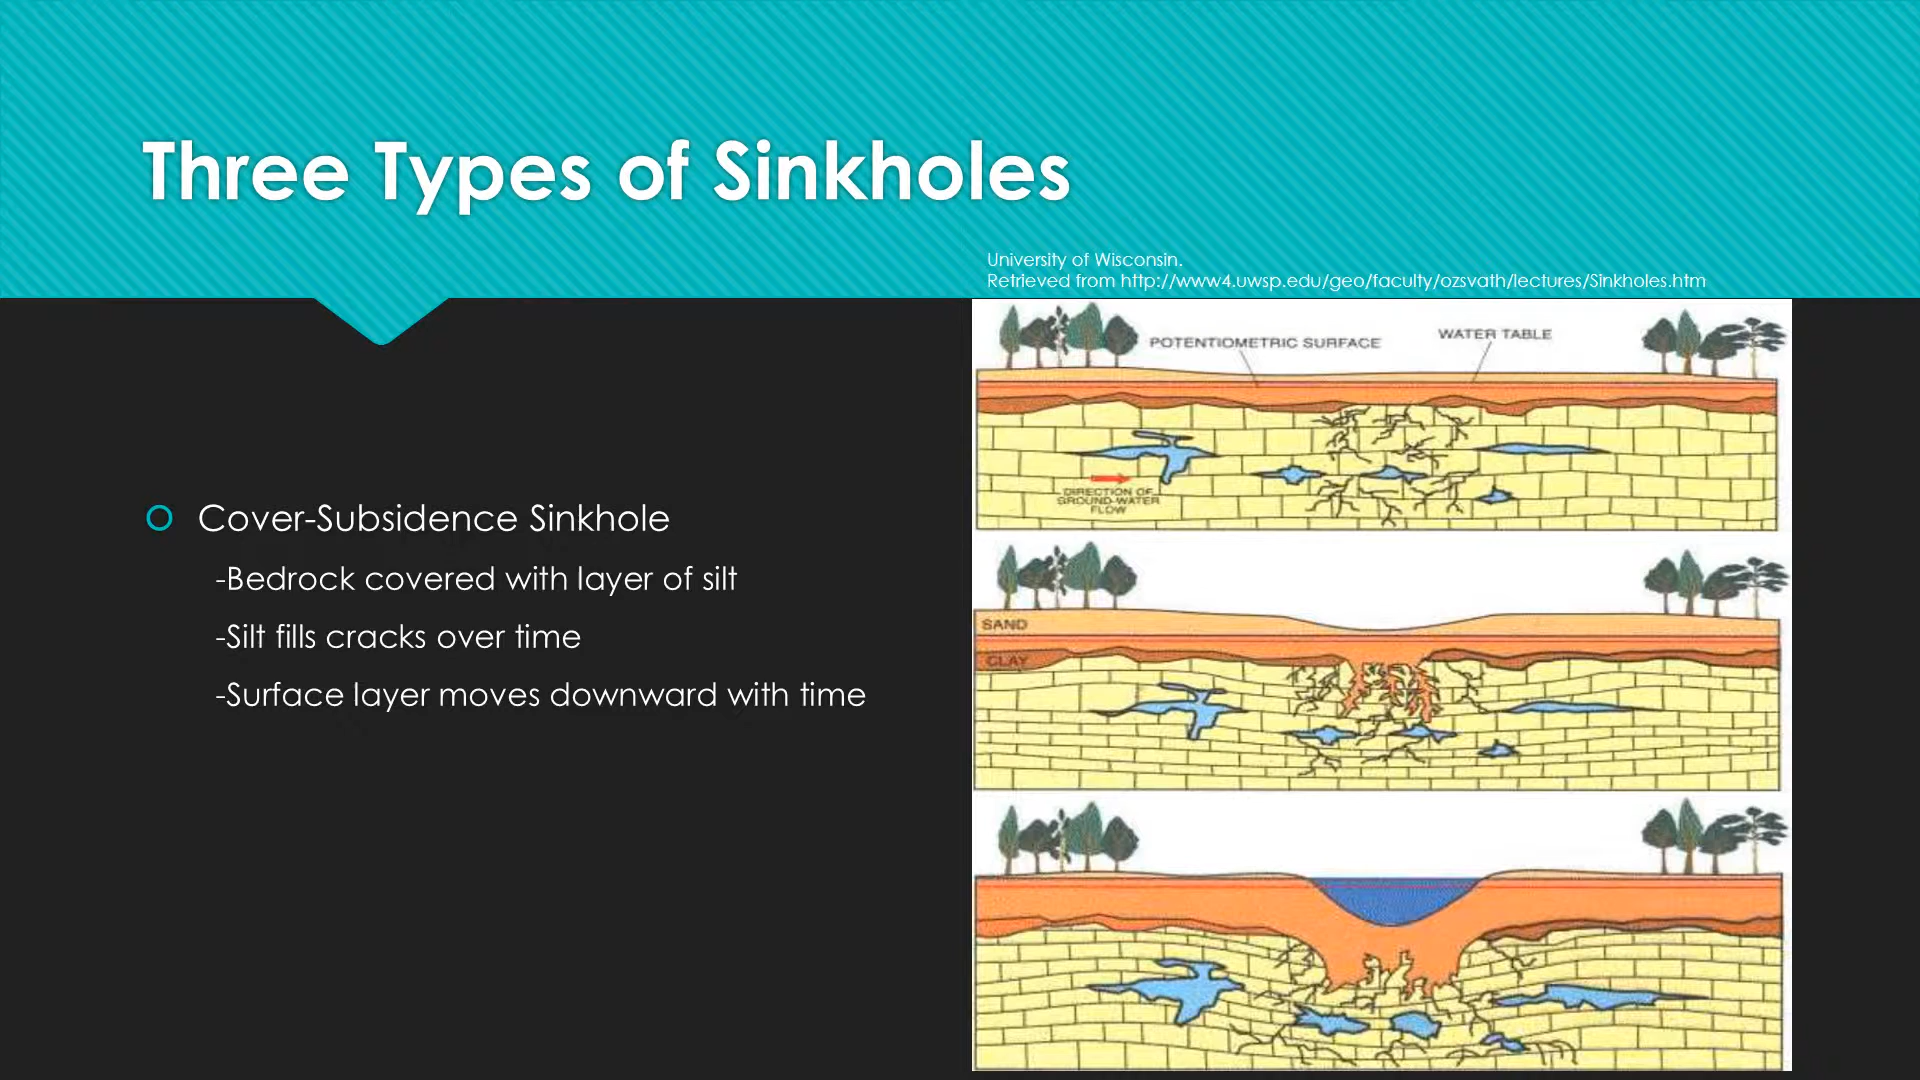 Three Types of Sinkholes
University of Wisconsin.
Retrieved from http://www4.uwsp.edu/geo/faculty/ozsvath/lectures/Sinkholes.htm
Cover-Subsidence Sinkhole
-Bedrock covered with layer of silt
-Silt fills cracks over time
-Surface layer moves downward with time
POTENTIOMETRIC SURFACE
WATER TABLE
DIRECTION OF
GROUND-WATER
FLOW
SAND
CLAY